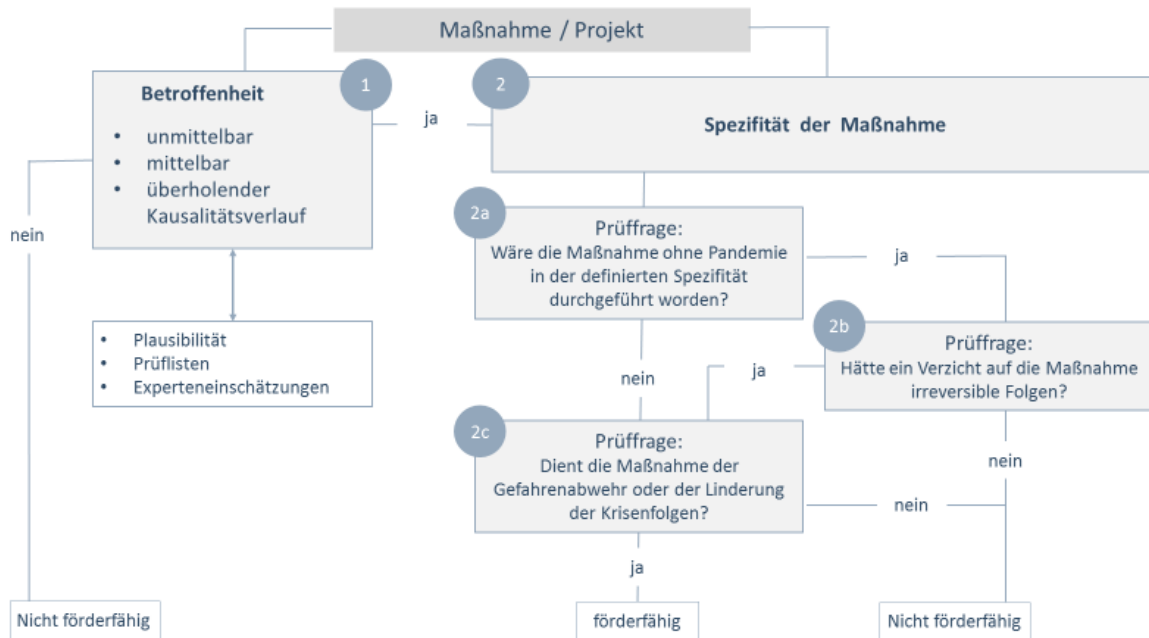 Maßnahme / Projekt
1
Betroffenheit
• unmittelbar
• mittelbar
• überholender
Kausalitätsverlauf
nein
• Plausibilität
• Prüflisten
• Experteneinschätzungen
Nicht förderfähig
ja
2
Spezifität der Maßnahme
2a
Prüffrage:
Wäre die Maßnahme ohne Pandemie
in der definierten Spezifität
durchgeführt worden?
ja
2b
Prüffrage:
Hätte ein Verzicht auf die Maßnahme
irreversible Folgen?
nein
ja
2c
Prüffrage:
Dient die Maßnahme der
Gefahrenabwehr oder der Linderung
der Krisenfolgen?
nein
nein
ja
förderfähig
Nicht förderfähig